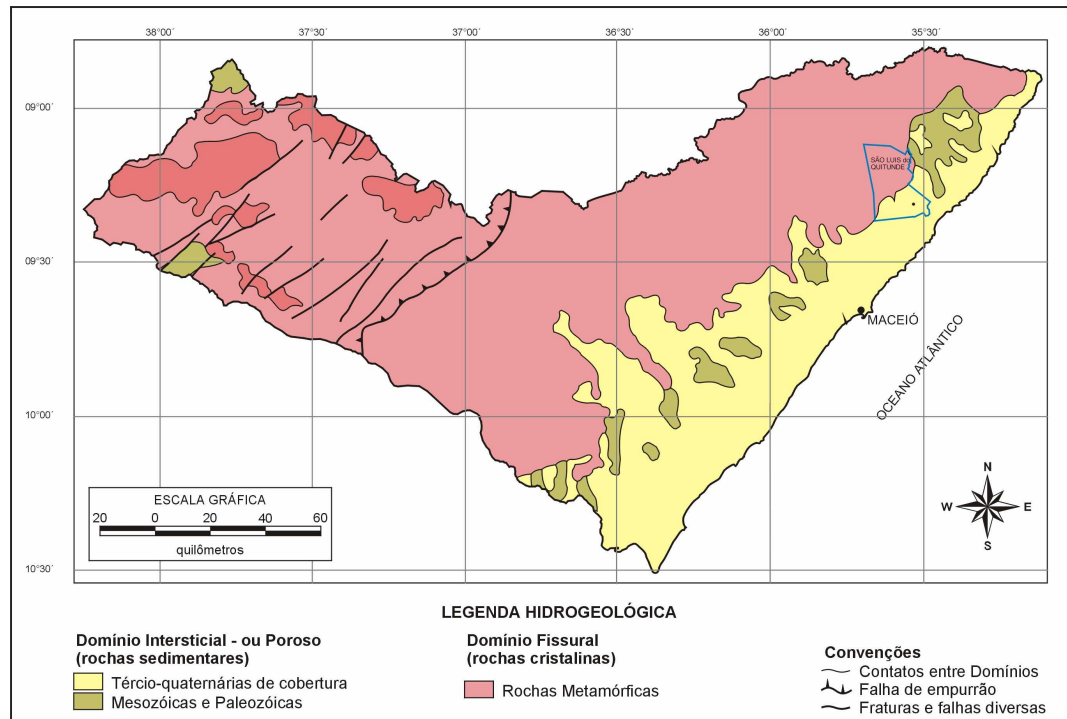 38°00´ 37°30´ 37°00´ 36°30´ 36°00´ 35°30´
09°00´
SÃO LUIS do
QUITUNDE
09°30´
MACEIÓ
OCEANO ATLÂNTICO
10°00´
ESCALA GRÁFICA
20 0 20 40 60
quilômetros
N
W E
S
10°30´
LEGENDA HIDROGEOLÓGICA
Domínio Intersticial - ou Poroso
(rochas sedimentares)
Tércio-quaternárias de cobertura
Mesozóicas e Paleozóicas
Domínio Fissural
(rochas cristalinas)
Rochas Metamórficas
Convenções
Contatos entre Domínios
Falha de empurrão
Fraturas e falhas diversas